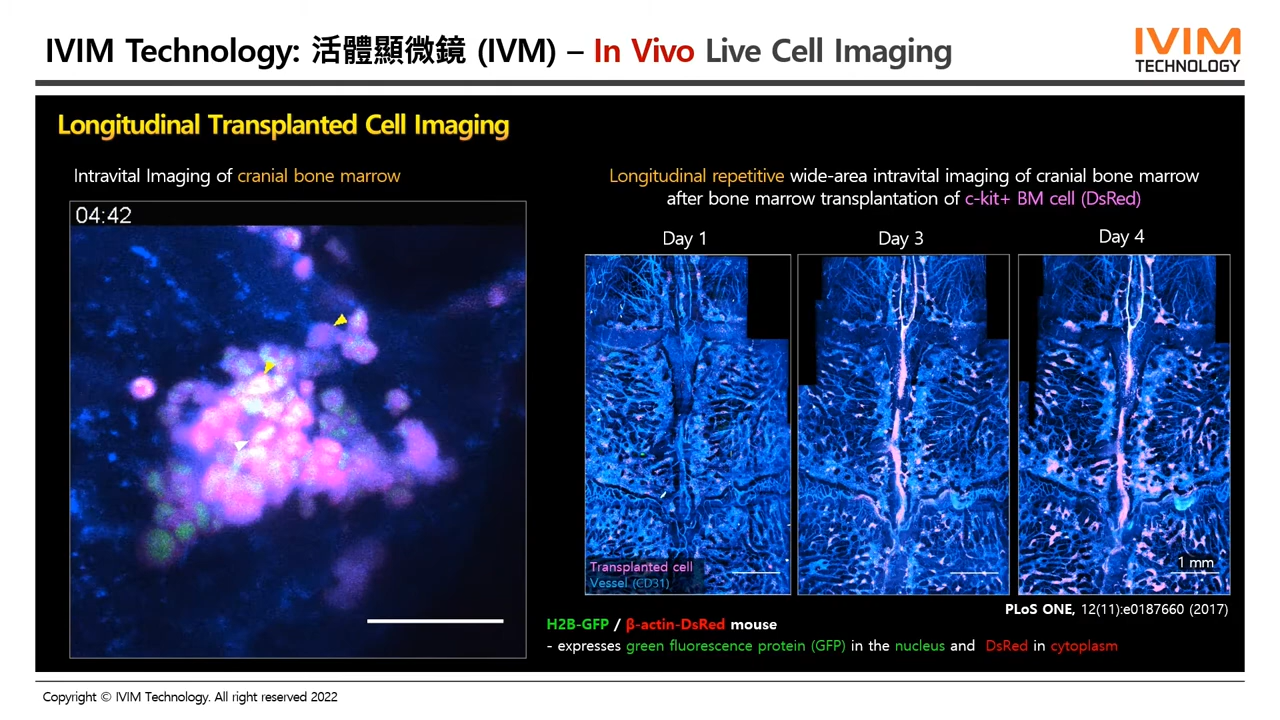 IVIM Technology: 活體顯微鏡 (IVM) – In Vivo Live Cell Imaging
IVIM
TECHNOLOGY
Longitudinal Transplanted Cell Imaging
Intravital Imaging of cranial bone marrow
04:42
Longitudinal repetitive wide-area intravital imaging of cranial bone marrow
after bone marrow transplantation of c-kit+ BM cell (DsRed)
Day 1
Day 3
Day 4
Transplanted cell
Vessel (CD31)
1 mm
PLoS ONE, 12(11):e0187660 (2017)
H2B-GFP / β-actin-DsRed mouse
- expresses green fluorescence protein (GFP) in the nucleus and DsRed in cytoplasm
Copyright © IVIM Technology. All right reserved 2022